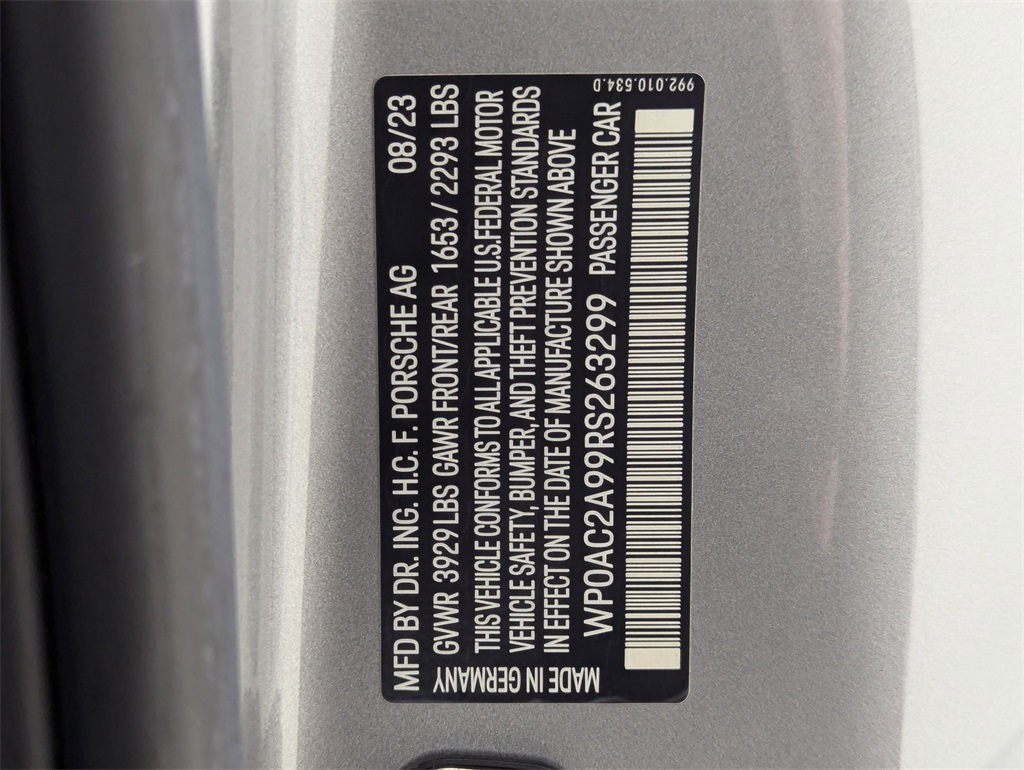 MFD BY DR. ING. H.C. F. PORSCHE AG 08/23
GVWR 3929 LBS GAWR FRONT/REAR 1653 / 2293 LBS
THIS VEHICLE CONFORMS TO ALL APPLICABLE U.S. FEDERAL MOTOR
VEHICLE SAFETY, BUMPER, AND THEFT PREVENTION STANDARDS
IN EFFECT ON THE DATE OF MANUFACTURE SHOWN ABOVE
WP0AC2A99RS263299 PASSENGER CAR
MADE IN GERMANY
992.010.534.D